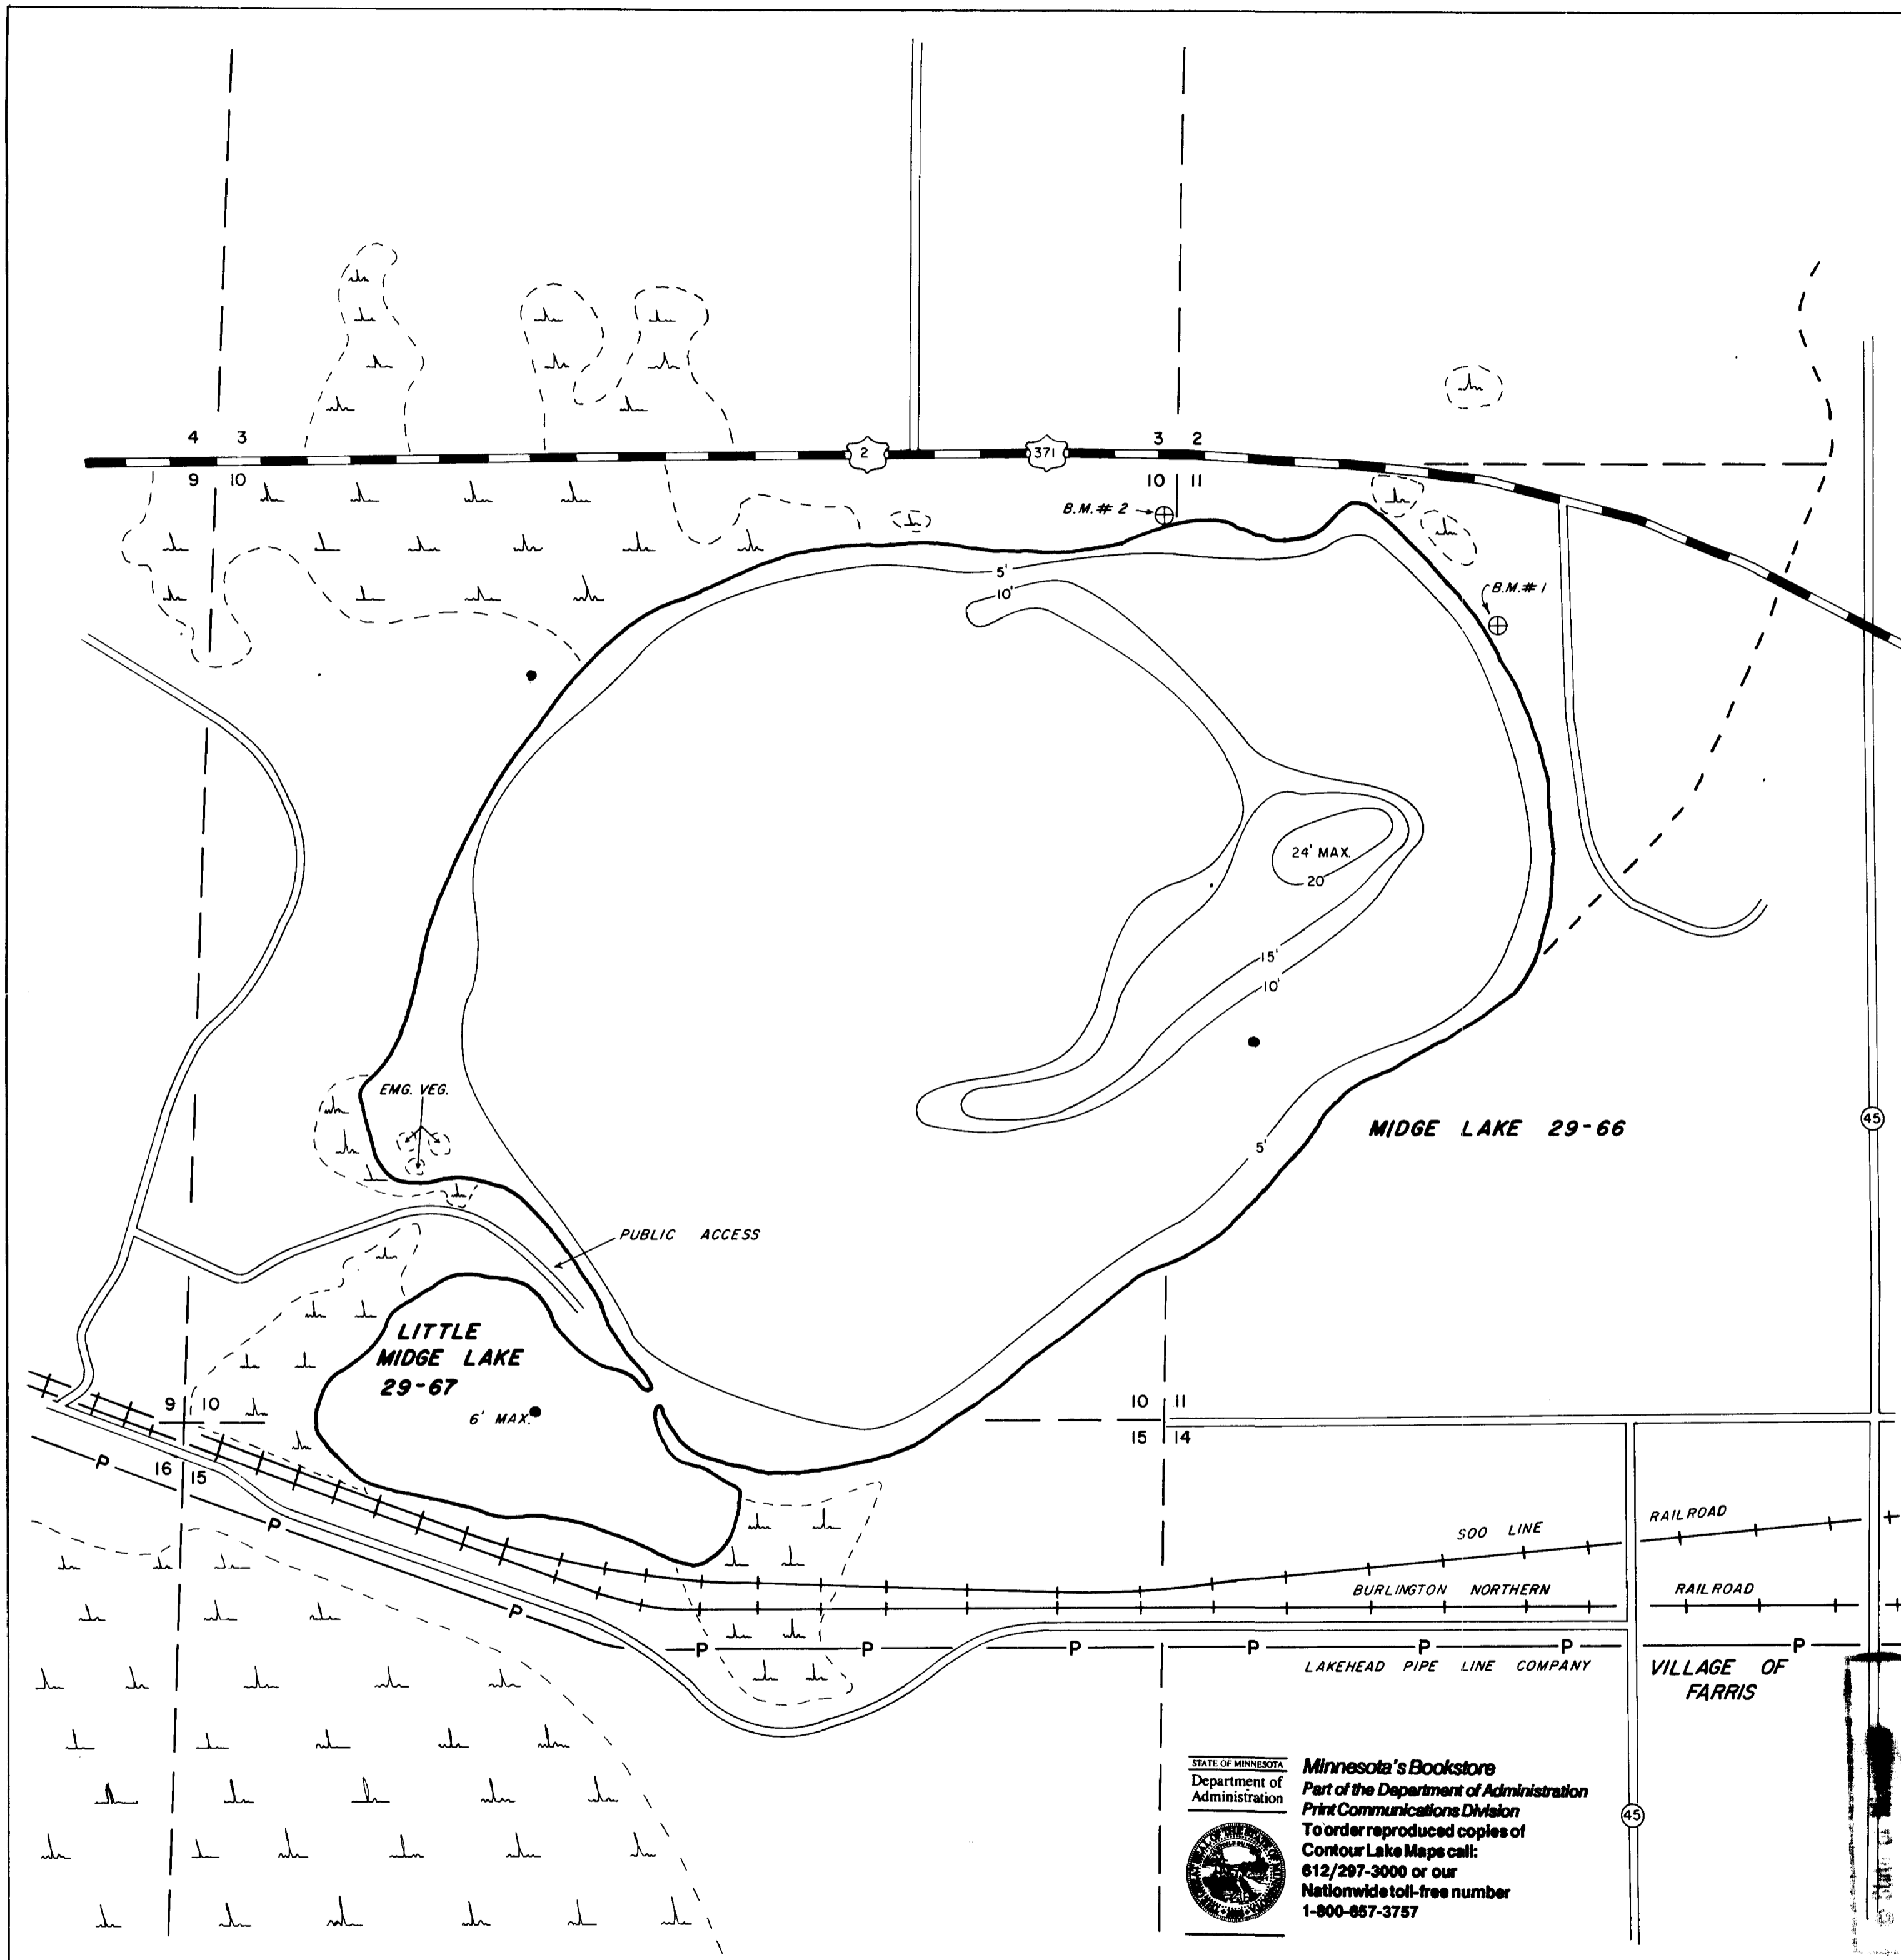 4 3
2
371
3 2
9 10
10 11
B.M.# 2
B.M.# 1
5'
10'
24' MAX.
20
15'
10'
EMG. VEG.
MIDGE LAKE 29-66
45
5'
PUBLIC ACCESS
LITTLE
MIDGE LAKE
29-67
6' MAX.
9 10
10 11
15 14
16 15
P
P
P
SOO LINE RAILROAD
BURLINGTON NORTHERN RAILROAD
P P P P P P P
LAKEHEAD PIPE LINE COMPANY
VILLAGE OF
FARRIS
STATE OF MINNESOTA
Department of
Administration
Minnesota's Bookstore
Part of the Department of Administration
Print Communications Division
To order reproduced copies of
Contour Lake Maps call:
612/297-3000 or our
Nationwide toll-free number
1-800-657-3757
45